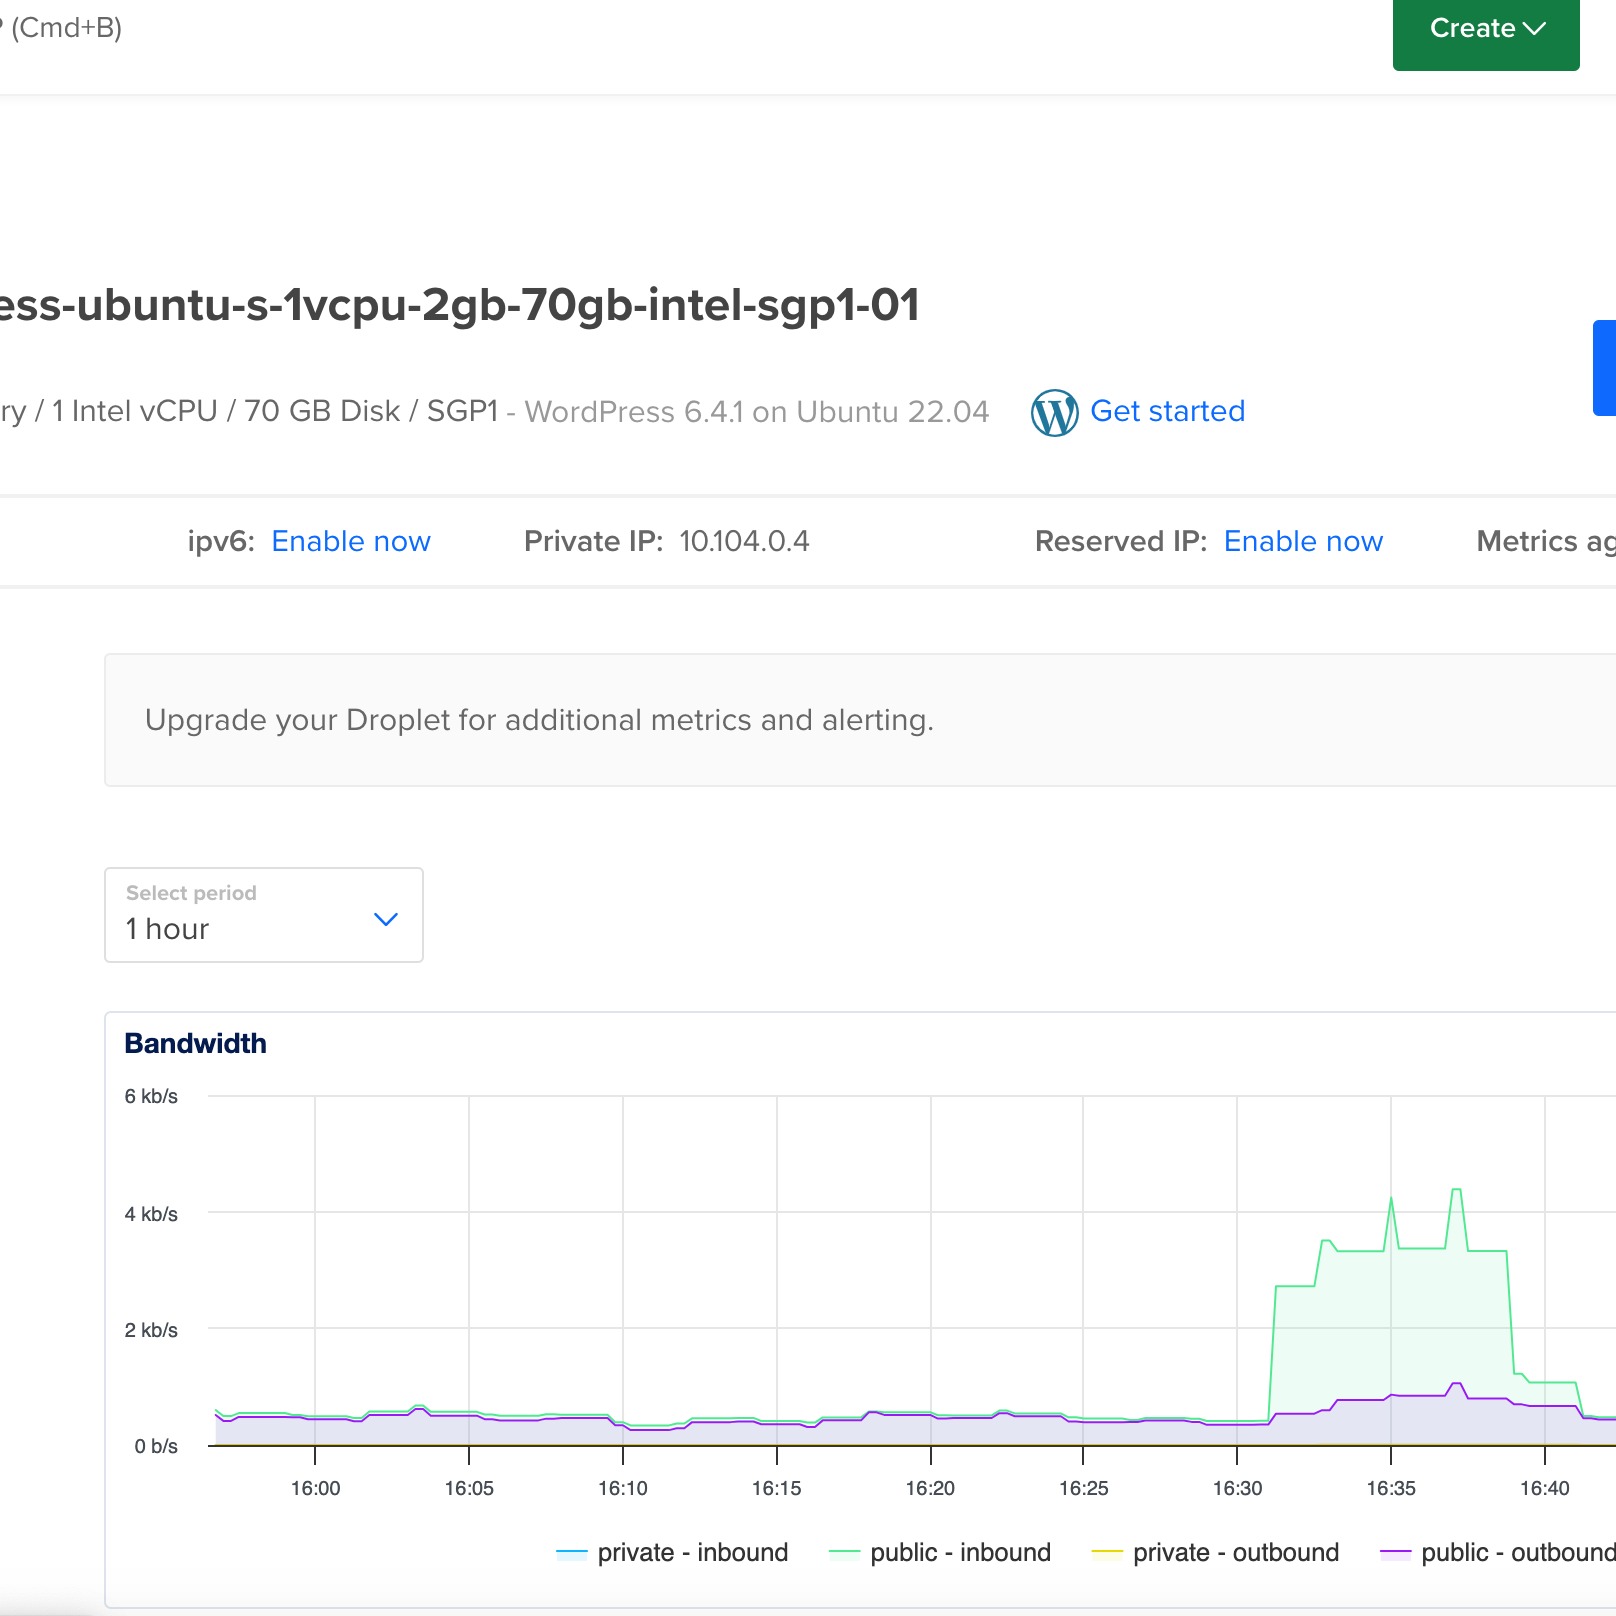 (Cmd+B)
Create
ess-ubuntu-s-1vcpu-2gb-70gb-intel-sgp1-01
ry / 1 Intel vCPU / 70 GB Disk / SGP1 - WordPress 6.4.1 on Ubuntu 22.04 Get started
ipv6: Enable now Private IP: 10.104.0.4 Reserved IP: Enable now Metrics ag
Upgrade your Droplet for additional metrics and alerting.
Select period
1 hour
Bandwidth
6 kb/s
4 kb/s
2 kb/s
0 b/s
16:00 16:05 16:10 16:15 16:20 16:25 16:30 16:35 16:40
private - inbound public - inbound private - outbound public - outbound